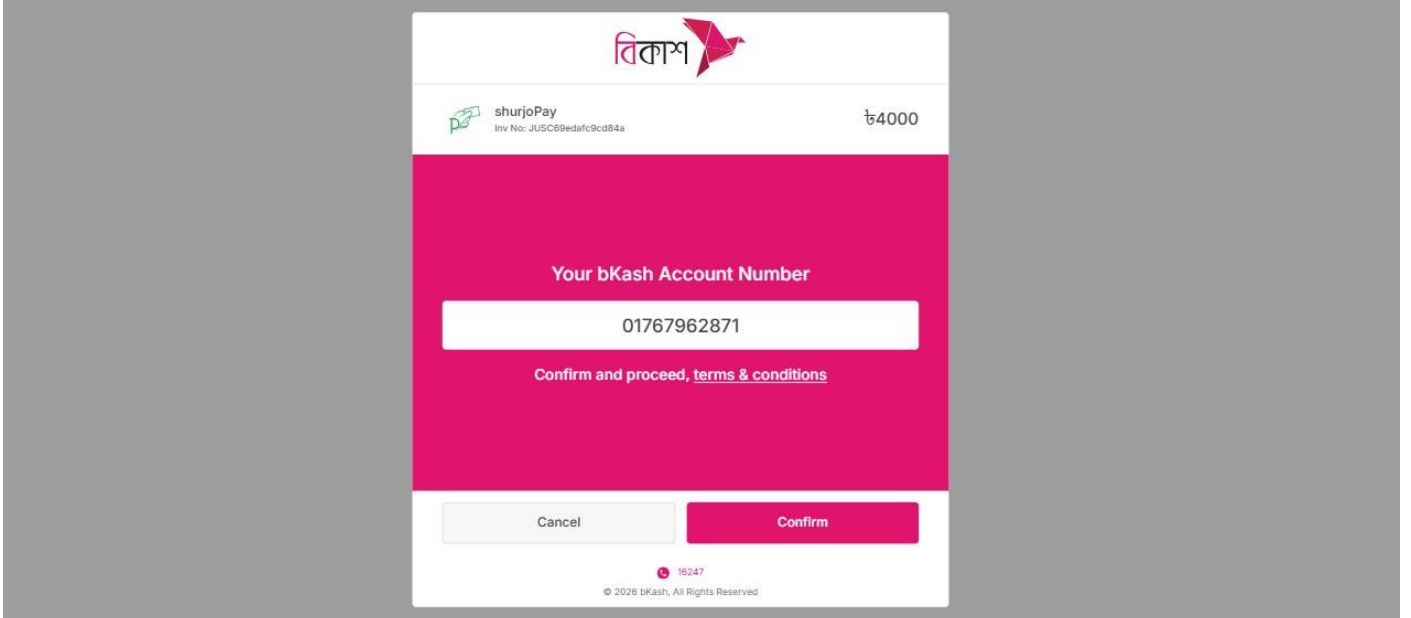 বিকাশ
shurjoPay
Inv No: JUSC69edafc9cd84a
৳4000
Your bKash Account Number
01767962871
Confirm and proceed, terms & conditions
Cancel
Confirm
16247
© 2026 bKash, All Rights Reserved